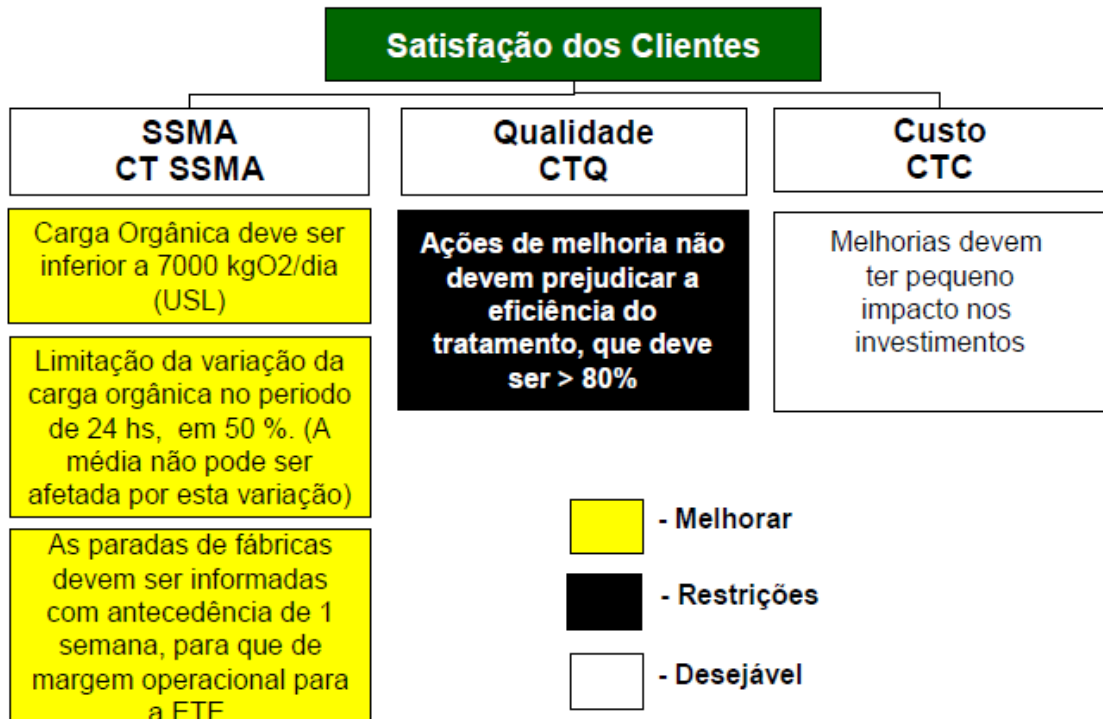 Satisfação dos Clientes
SSMA
CT SSMA
Carga Orgânica deve ser
inferior a 7000 kgO2/dia
(USL)
Limitação da variação da
carga orgânica no periodo
de 24 hs, em 50 %. (A
média não pode ser
afetada por esta variação)
As paradas de fábricas
devem ser informadas
com antecedência de 1
semana, para que de
margem operacional para
a ETE
Qualidade
CTQ
Ações de melhoria não
devem prejudicar a
eficiência do
tratamento, que deve
ser > 80%
Custo
CTC
Melhorias devem
ter pequeno
impacto nos
investimentos
- Melhorar
- Restrições
- Desejável